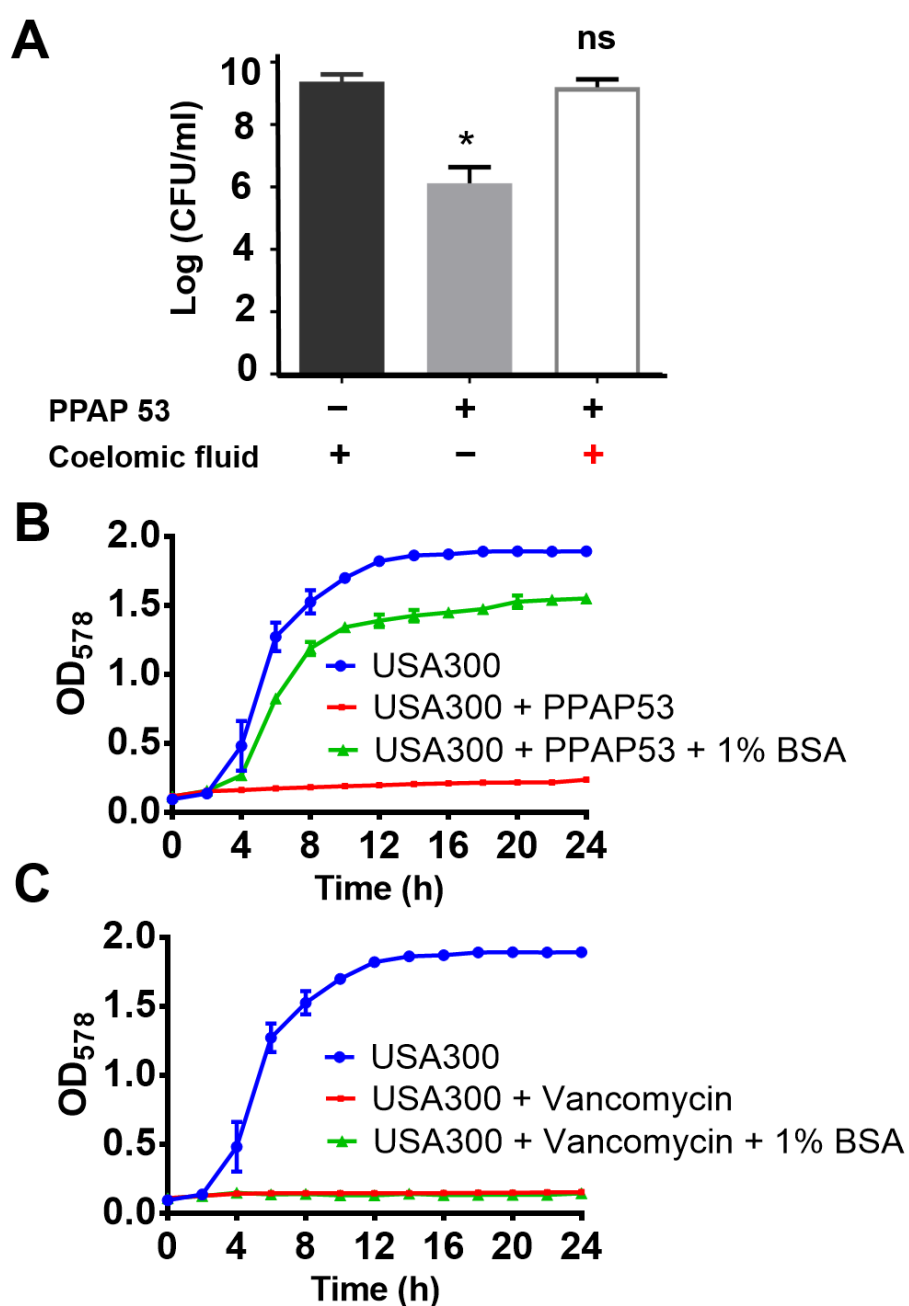 A
ns
*
Log (CFU/ml)
10
8
6
4
2
0
PPAP 53 – + +
Coelomic fluid + – +
B
OD578
2.0
1.5
1.0
0.5
0.0
USA300
USA300 + PPAP53
USA300 + PPAP53 + 1% BSA
0 4 8 12 16 20 24
Time (h)
C
OD578
2.0
1.5
1.0
0.5
0.0
USA300
USA300 + Vancomycin
USA300 + Vancomycin + 1% BSA
0 4 8 12 16 20 24
Time (h)